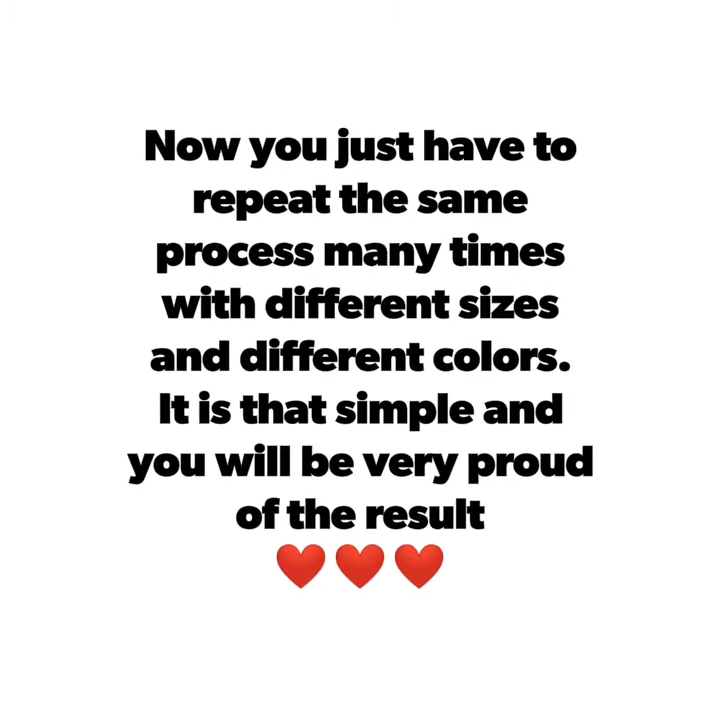 Now you just have to
repeat the same
process many times
with different sizes
and different colors.
It is that simple and
you will be very proud
of the result
❤️❤️❤️